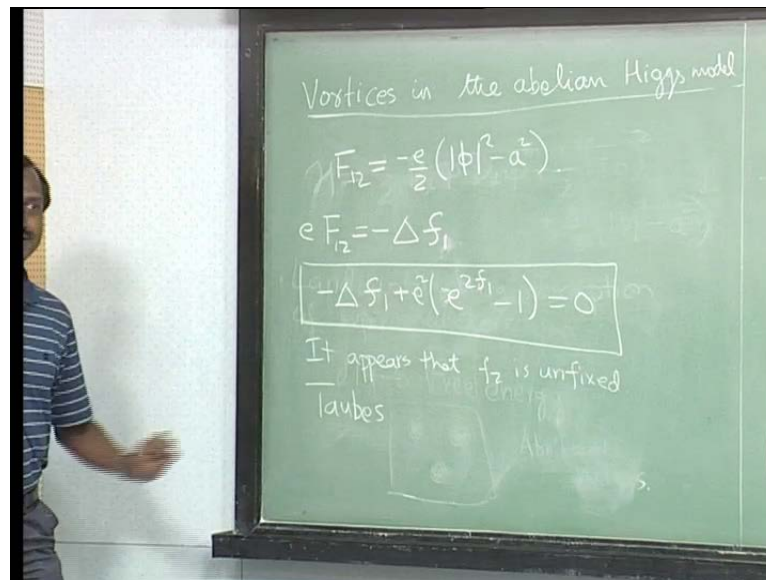 Vortices in the abelian Higgs model
F₁₂ = -e/2 (|ϕ|² - a²).
e F₁₂ = -△ f₁
-△ f₁ + e² (e^{2f₁} - 1) = 0
It appears that f₂ is unfixed
Taubes